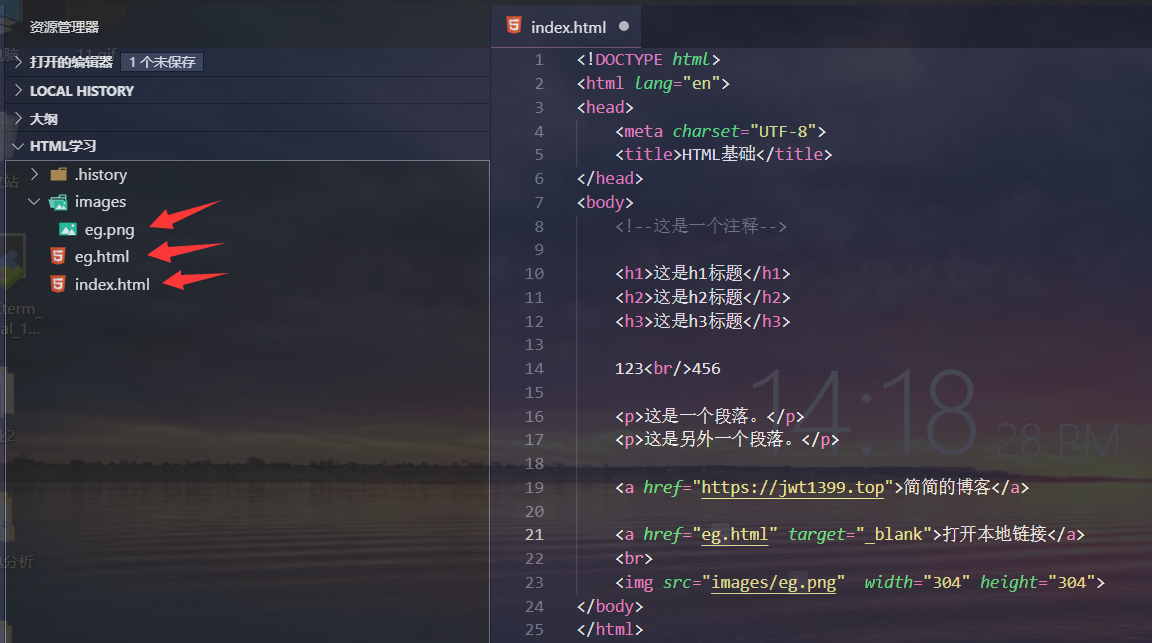 资源管理器
11.gif
打开的编辑器 1 个未保存
LOCAL HISTORY
大纲
HTML学习
.history
images
eg.png
eg.html
index.html
index.html
1 <!DOCTYPE html>
2 <html lang="en">
3 <head>
4 <meta charset="UTF-8">
5 <title>HTML基础</title>
6 </head>
7 <body>
8 <!--这是一个注释-->
9
10 <h1>这是h1标题</h1>
11 <h2>这是h2标题</h2>
12 <h3>这是h3标题</h3>
13
14 123<br/>456
15
16 <p>这是一个段落。</p>
17 <p>这是另外一个段落。</p>
18
19 <a href="https://jwt1399.top">简简的博客</a>
20
21 <a href="eg.html" target="_blank">打开本地链接</a>
22 <br>
23 <img src="images/eg.png"  width="304" height="304">
24 </body>
25 </html>
14:18
28 PM